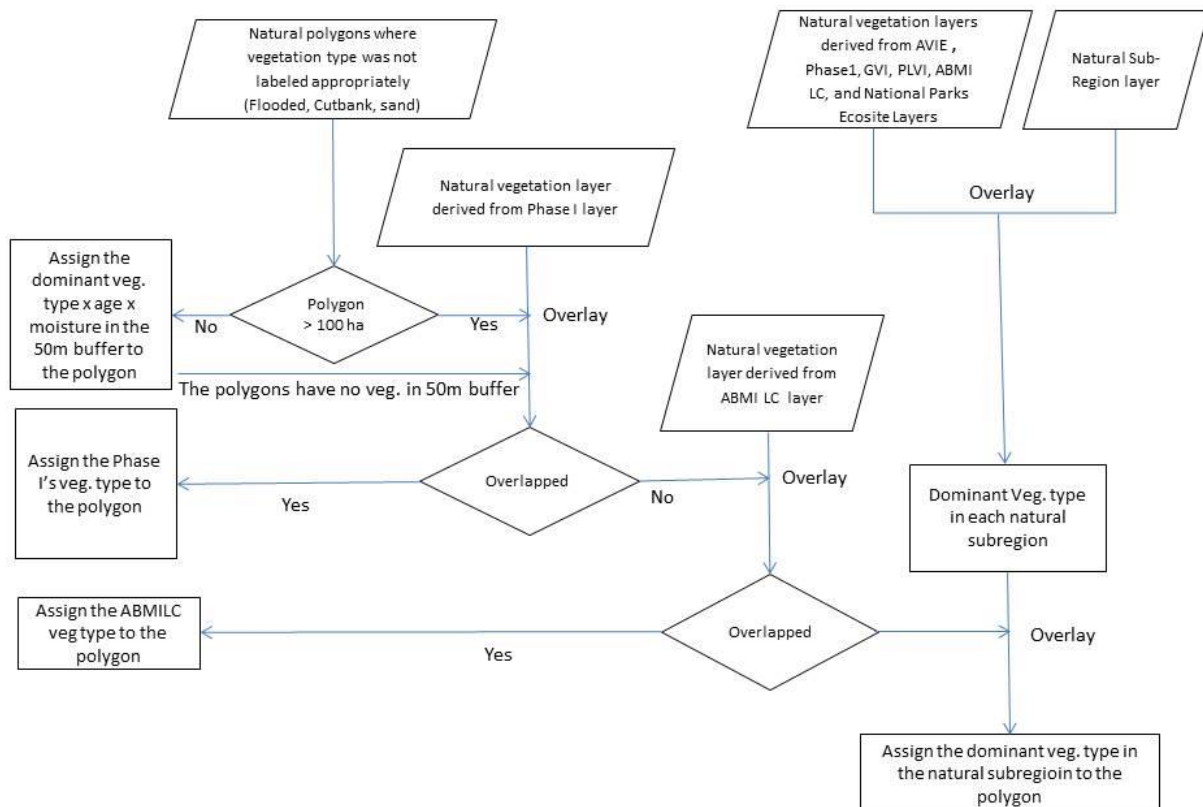 Natural polygons where
vegetation type was not
labeled appropriately
(Flooded, Cutbank, sand)
Natural vegetation layers
derived from AVIE ,
Phase1, GVI, PLVI, ABMI
LC, and National Parks
Ecosite Layers
Natural Sub-
Region layer
Natural vegetation layer
derived from Phase I layer
Overlay
Assign the
dominant veg.
type x age x
moisture in the
50m buffer to
the polygon
No
Polygon
> 100 ha
Yes
Overlay
The polygons have no veg. in 50m buffer
Natural vegetation
layer derived from
ABMI LC layer
Assign the Phase
I's veg. type to
the polygon
Yes
Overlapped
No
Overlay
Dominant Veg. type
in each natural
subregion
Assign the ABMILC
veg type to the
polygon
Yes
Overlapped
Overlay
Assign the dominant veg. type in
the natural subregioin to the
polygon